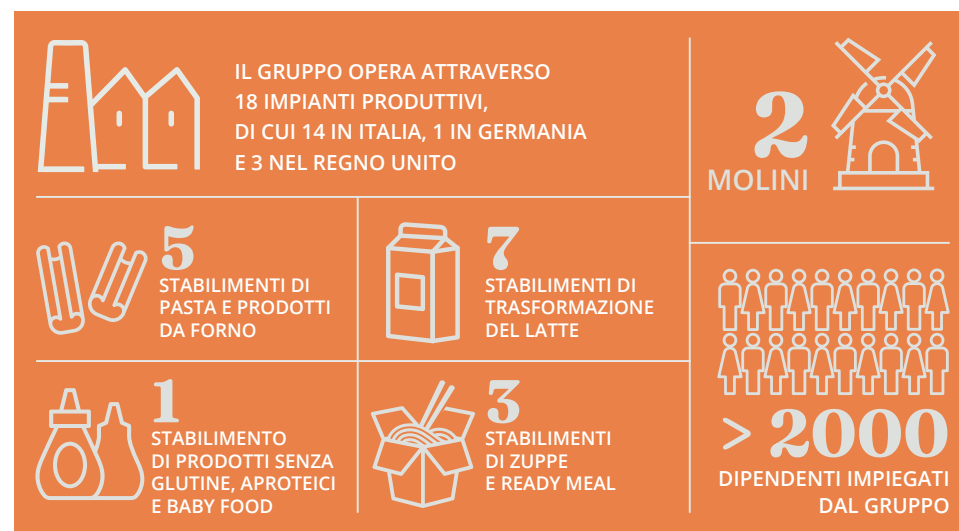 IL GRUPPO OPERA ATTRAVERSO
18 IMPIANTI PRODUTTIVI,
DI CUI 14 IN ITALIA, 1 IN GERMANIA
E 3 NEL REGNO UNITO
2
MOLINI
5
STABILIMENTI DI
PASTA E PRODOTTI
DA FORNO
7
STABILIMENTI DI
TRASFORMAZIONE
DEL LATTE
1
STABILIMENTO
DI PRODOTTI SENZA
GLUTINE, APROTEICI
E BABY FOOD
3
STABILIMENTI
DI ZUPPE
E READY MEAL
> 2000
DIPENDENTI IMPIEGATI
DAL GRUPPO